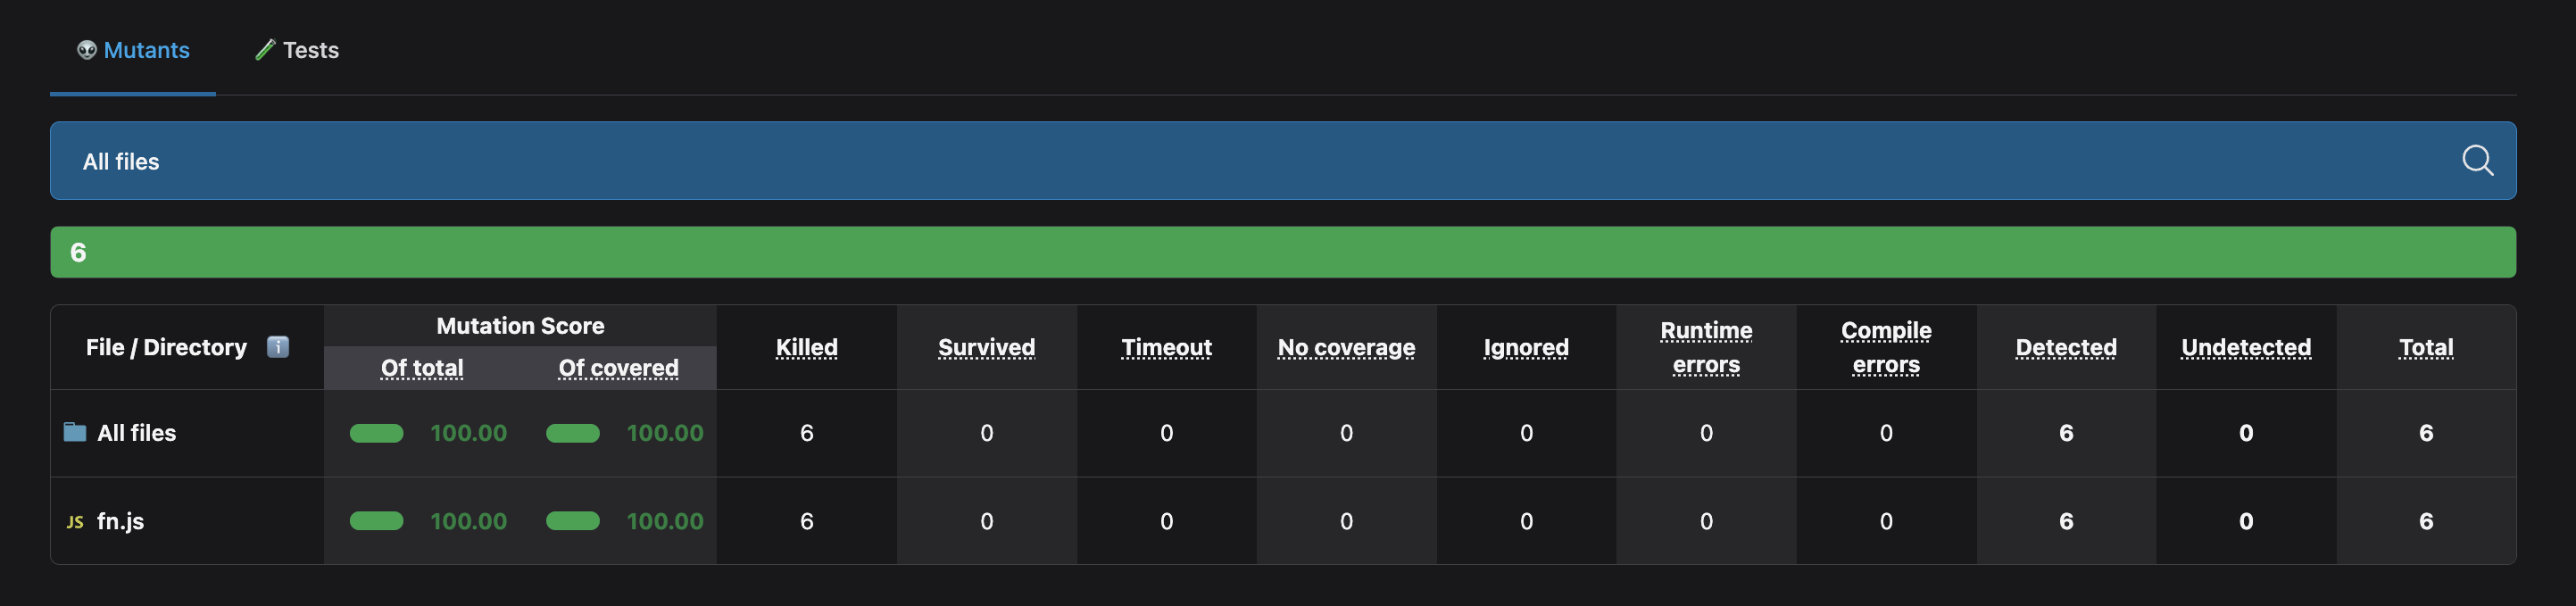 Mutants Tests
All files
6
File / Directory Mutation Score Killed Survived Timeout No coverage Ignored Runtime errors Compile errors Detected Undetected Total
Of total Of covered
All files 100.00 100.00 6 0 0 0 0 0 0 6 0 6
JS fn.js 100.00 100.00 6 0 0 0 0 0 0 6 0 6